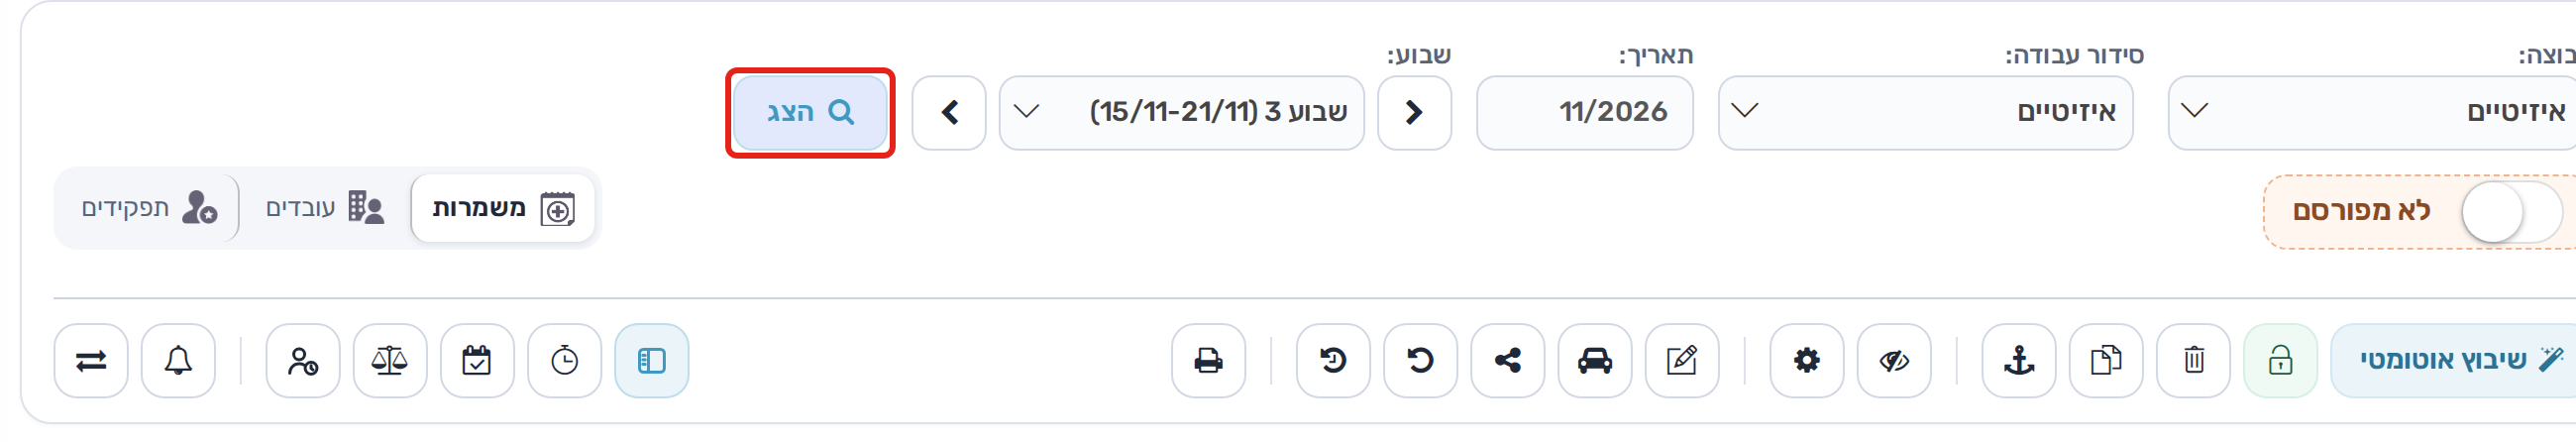 בוצה:
סידור עבודה:
תאריך:
שבוע:
איזיטיים
איזיטיים
11/2026
שבוע 3 (15/11-21/11)
הצג
לא מפורסם
משמרות
עובדים
תפקידים
שיבוץ אוטומטי